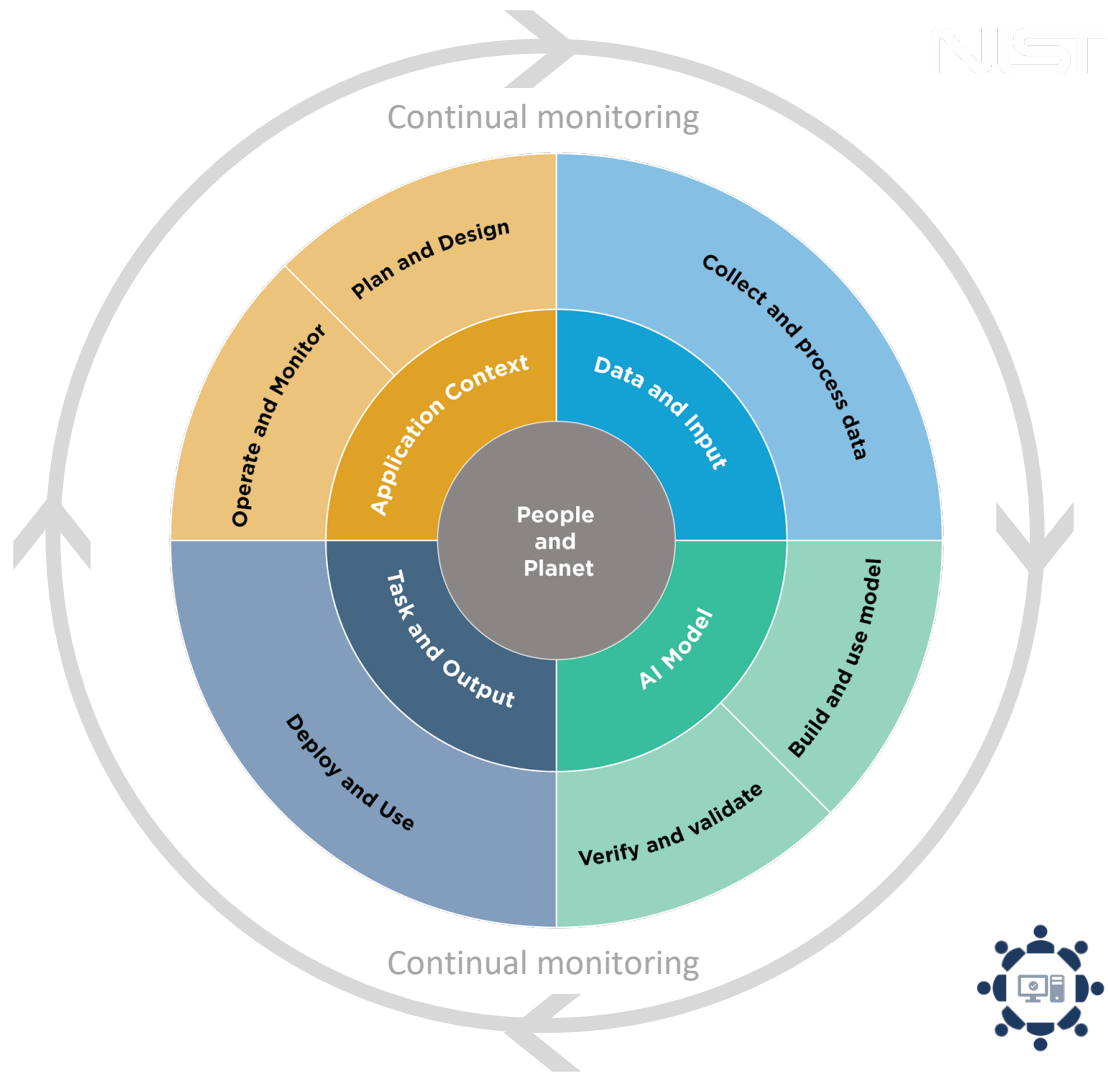 NIST
Continual monitoring
Plan and Design
Collect and process data
Operate and Monitor
Application Context
Data and Input
People
and
Planet
Task and Output
AI Model
Build and use model
Deploy and Use
Verify and validate
Continual monitoring